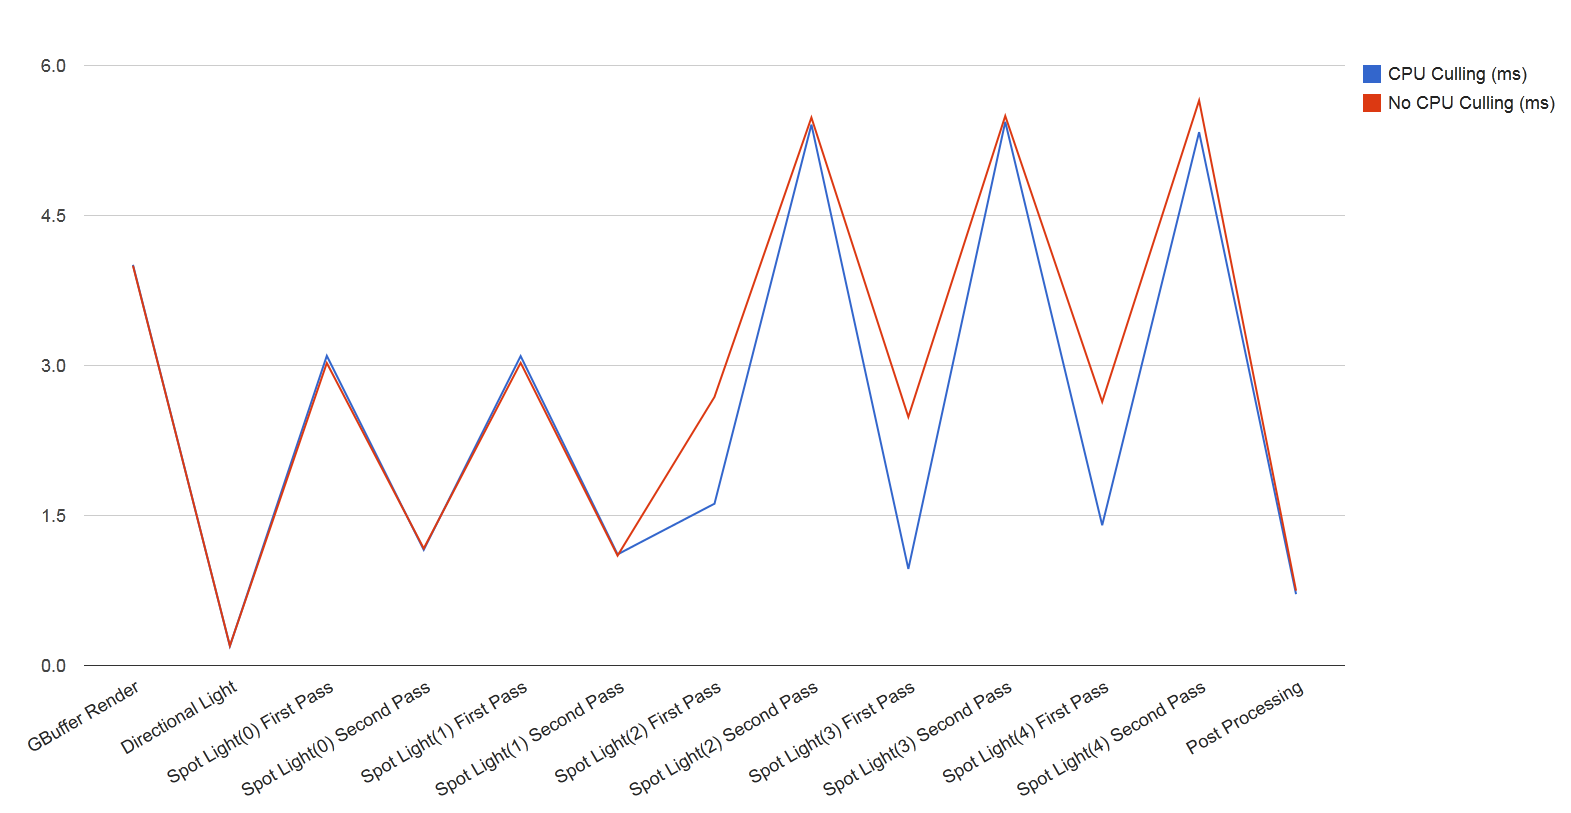 6.0
4.5
3.0
1.5
0.0
CPU Culling (ms)
No CPU Culling (ms)
GBuffer Render
Directional Light
Spot Light(0) First Pass
Spot Light(0) Second Pass
Spot Light(1) First Pass
Spot Light(1) Second Pass
Spot Light(2) First Pass
Spot Light(2) Second Pass
Spot Light(3) First Pass
Spot Light(3) Second Pass
Spot Light(4) First Pass
Spot Light(4) Second Pass
Post Processing